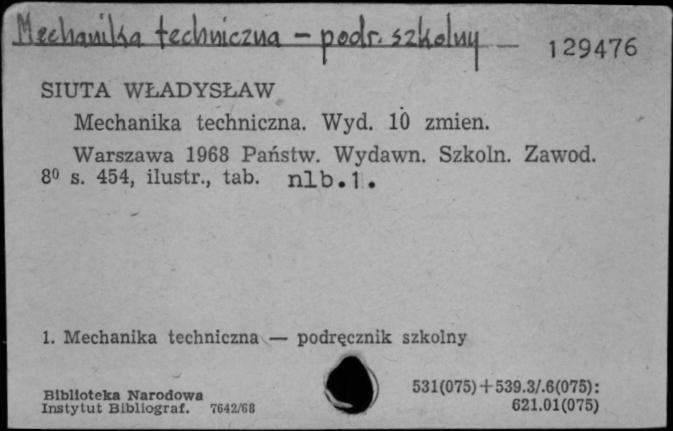 Mechanika techniczna - podr. szkolny - 129476
SIUTA WŁADYSŁAW
Mechanika techniczna. Wyd. 10 zmien.
Warszawa 1968 Państw. Wydawn. Szkoln. Zawod.
8⁰ s. 454, ilustr., tab. nlb.1.
1. Mechanika techniczna — podręcznik szkolny
Biblioteka Narodowa
Instytut Bibliograf. 7642/68
531(075)+539.3/.6(075):
621.01(075)